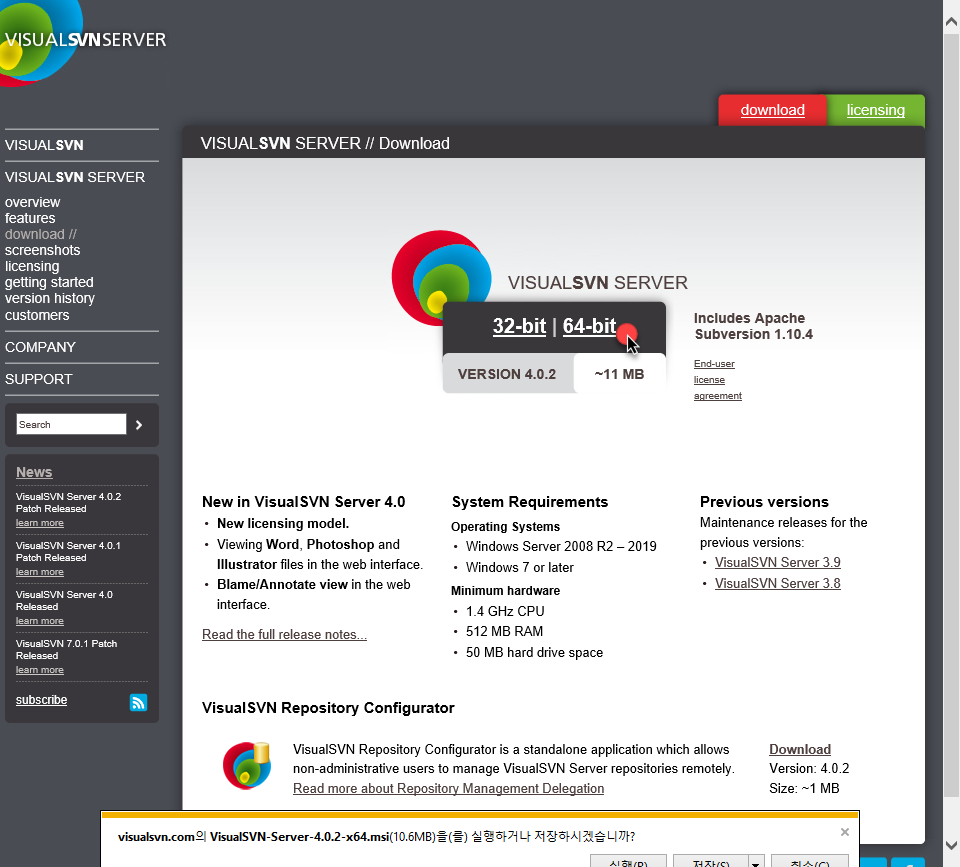 VISUALSVNSERVER
download
licensing
VISUALSVN
VISUALSVN SERVER // Download
VISUALSVN SERVER
overview
features
download //
screenshots
licensing
getting started
version history
customers
COMPANY
SUPPORT
Search
News
VisualSVN Server 4.0.2
Patch Released
learn more
VisualSVN Server 4.0.1
Patch Released
learn more
VisualSVN Server 4.0
Released
learn more
VisualSVN 7.0.1 Patch
Released
learn more
subscribe
VISUALSVN SERVER
32-bit | 64-bit
VERSION 4.0.2
~11 MB
Includes Apache
Subversion 1.10.4
End-user
license
agreement
New in VisualSVN Server 4.0
• New licensing model.
• Viewing Word, Photoshop and
Illustrator files in the web interface.
• Blame/Annotate view in the web
interface.
Read the full release notes...
System Requirements
Operating Systems
• Windows Server 2008 R2 – 2019
• Windows 7 or later
Minimum hardware
• 1.4 GHz CPU
• 512 MB RAM
• 50 MB hard drive space
Previous versions
Maintenance releases for the
previous versions:
• VisualSVN Server 3.9
• VisualSVN Server 3.8
VisualSVN Repository Configurator
VisualSVN Repository Configurator is a standalone application which allows
non-administrative users to manage VisualSVN Server repositories remotely.
Read more about Repository Management Delegation
Download
Version: 4.0.2
Size: ~1 MB
visualsvn.com의 VisualSVN-Server-4.0.2-x64.msi(10.6MB)을(를) 실행하거나 저장하시겠습니까?
실행(R)
저장(S)
취소(C)